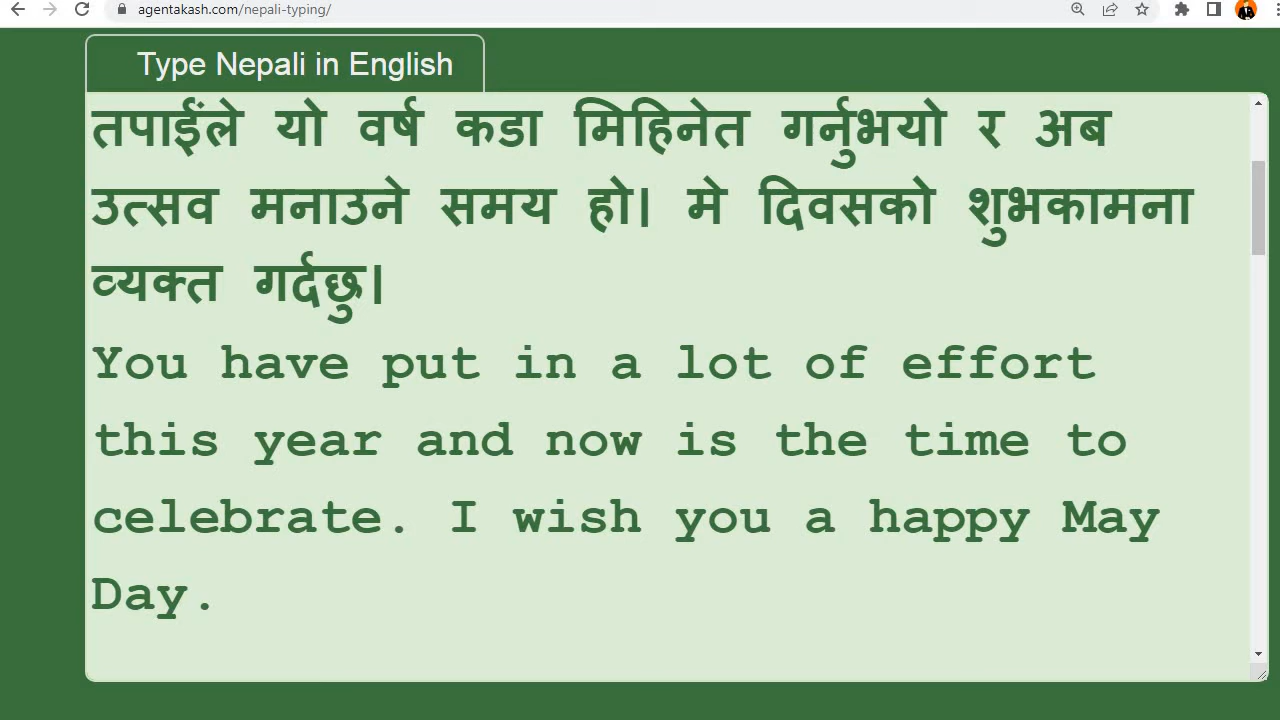 agentakash.com/nepali-typing/
Type Nepali in English
तपाईंले यो वर्ष कडा मिहिनेत गर्नुभयो र अब
उत्सव मनाउने समय हो। मे दिवसको शुभकामना
व्यक्त गर्दछु।
You have put in a lot of effort
this year and now is the time to
celebrate. I wish you a happy May
Day.